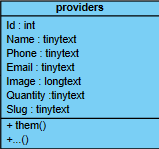 providers
Id : int
Name : tinytext
Phone : tinytext
Email : tinytext
Image : longtext
Quantity :tinytext
Slug : tinytext
+ them()
+...()